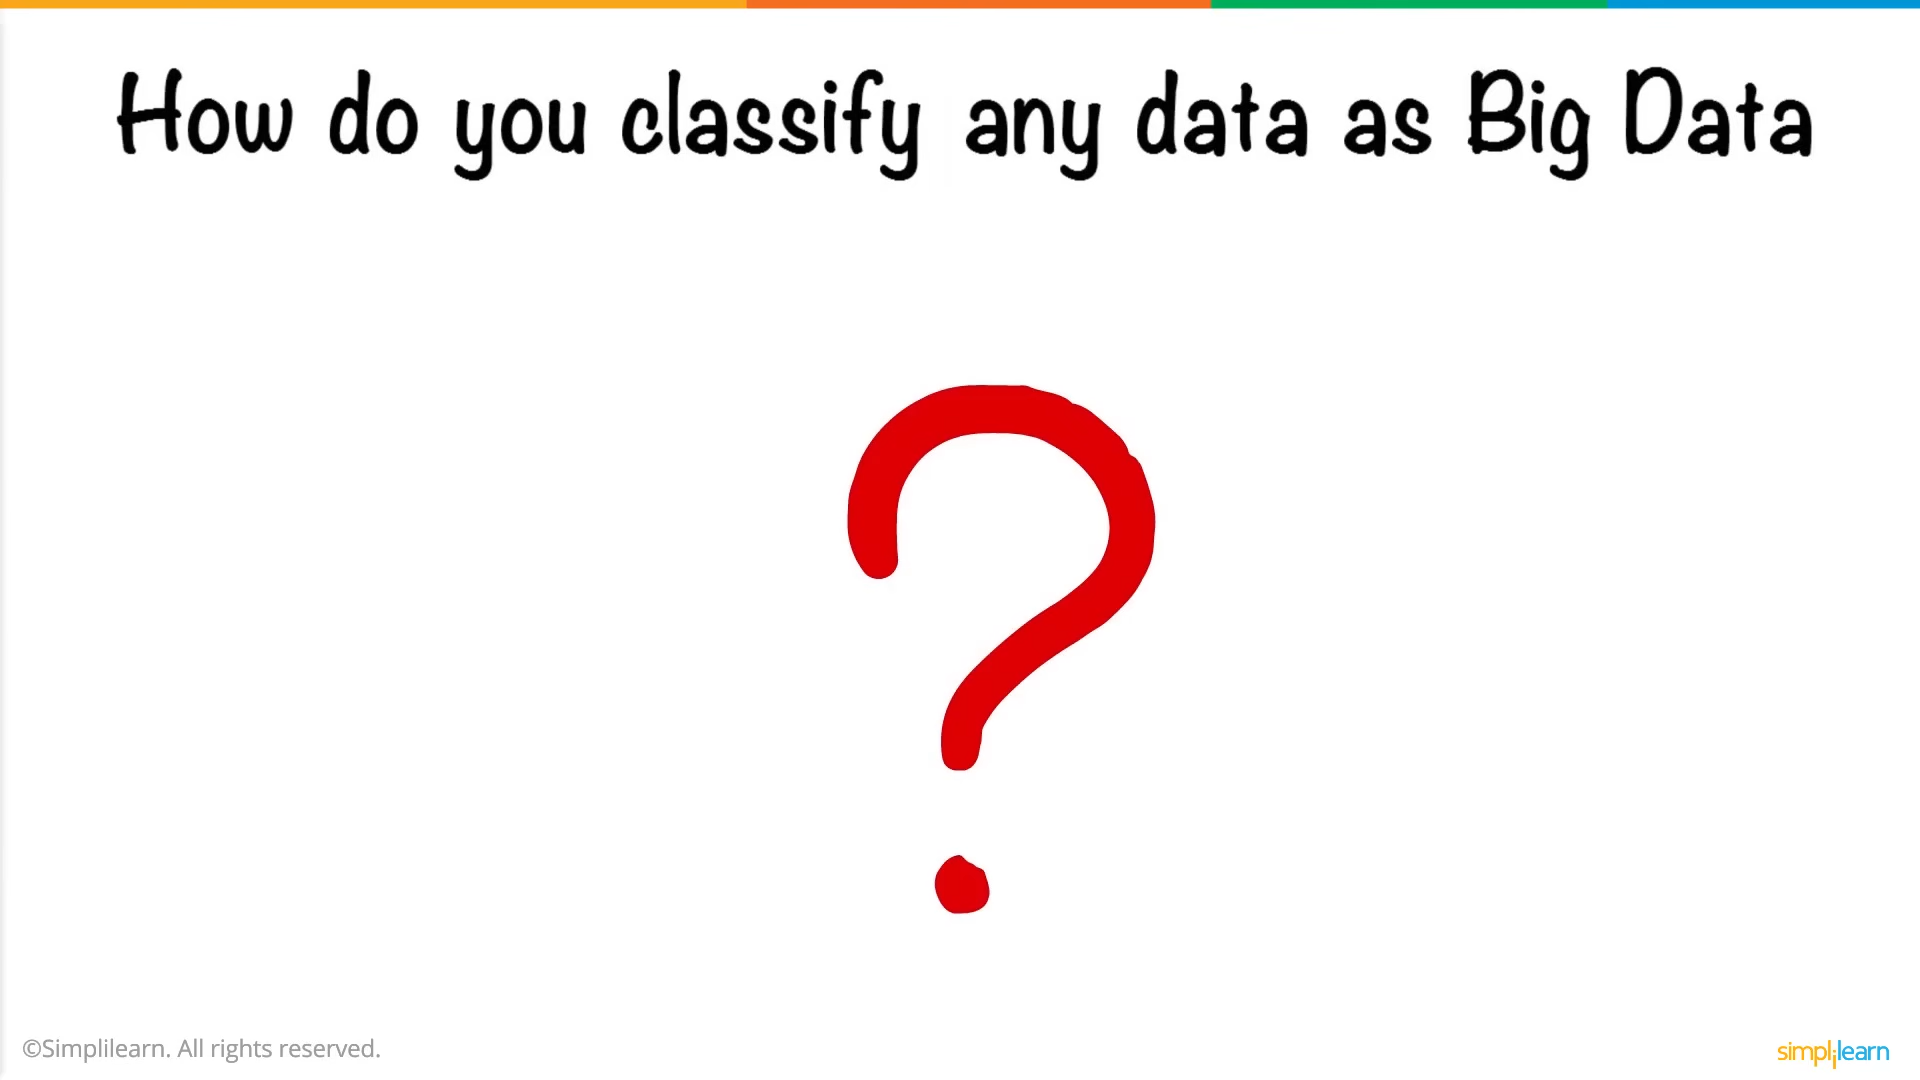 How do you classify any data as Big Data
?
©Simplilearn. All rights reserved.
simplilearn